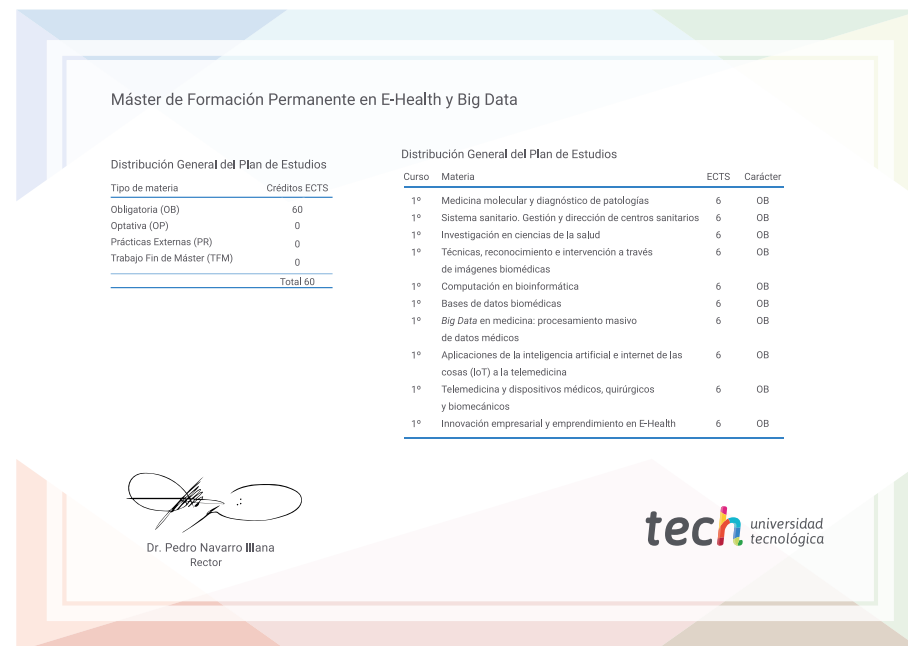 Máster de Formación Permanente en E-Health y Big Data
Distribución General del Plan de Estudios
Tipo de materia Créditos ECTS
Obligatoria (OB) 60
Optativa (OP) 0
Prácticas Externas (PR) 0
Trabajo Fin de Máster (TFM) 0
Total 60
Distribución General del Plan de Estudios
Curso Materia ECTS Carácter
1º Medicina molecular y diagnóstico de patologías 6 OB
1º Sistema sanitario. Gestión y dirección de centros sanitarios 6 OB
1º Investigación en ciencias de la salud 6 OB
1º Técnicas, reconocimiento e intervención a través 6 OB
de imágenes biomédicas
1º Computación en bioinformática 6 OB
1º Bases de datos biomédicas 6 OB
1º Big Data en medicina: procesamiento masivo 6 OB
de datos médicos
1º Aplicaciones de la inteligencia artificial e internet de las 6 OB
cosas (IoT) a la telemedicina
1º Telemedicina y dispositivos médicos, quirúrgicos 6 OB
y biomecánicos
1º Innovación empresarial y emprendimiento en E-Health 6 OB
Dr. Pedro Navarro Illana
Rector
tech universidad
tecnológica